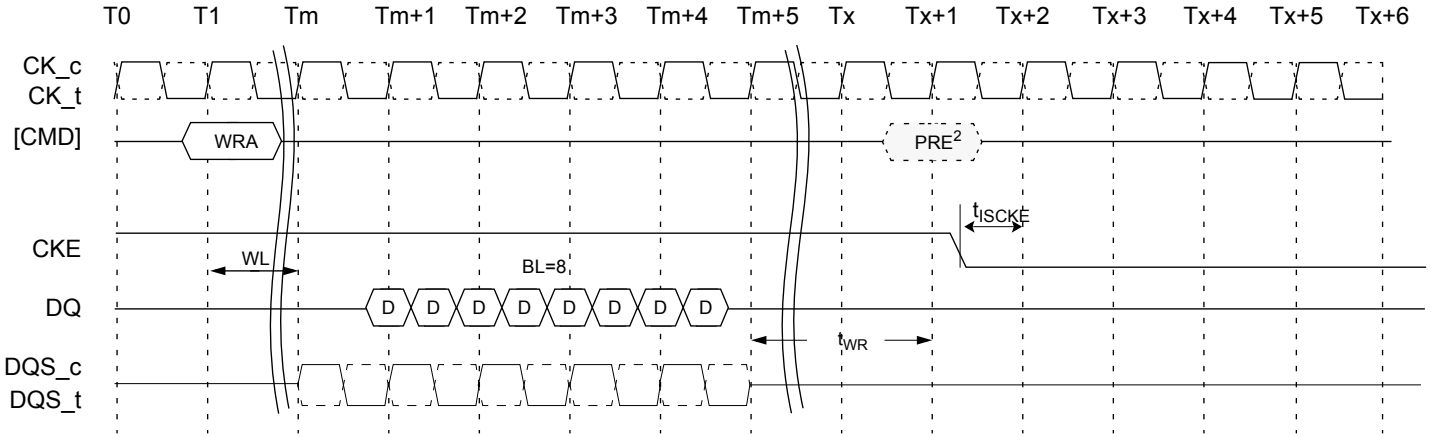 T0 T1 Tm Tm+1 Tm+2 Tm+3 Tm+4 Tm+5 Tx Tx+1 Tx+2 Tx+3 Tx+4 Tx+5 Tx+6
CK_c
CK_t
[CMD] WRA PRE2
tISCKE
CKE
WL BL=8
DQ D D D D D D D D
tWR
DQS_c
DQS_t